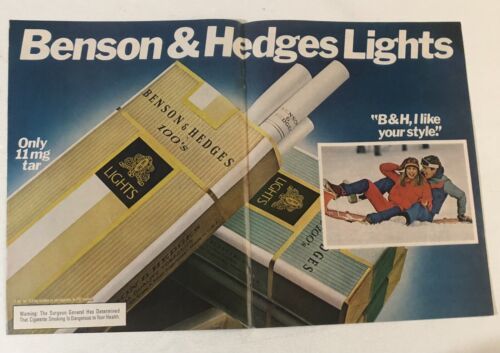 Benson & Hedges Lights
Only
11 mg
tar
"B&H, I like
your style."
BENSON & HEDGES
100's
LIGHTS
LIGHTS
100's
Warning: The Surgeon General Has Determined
That Cigarette Smoking Is Dangerous to Your Health.